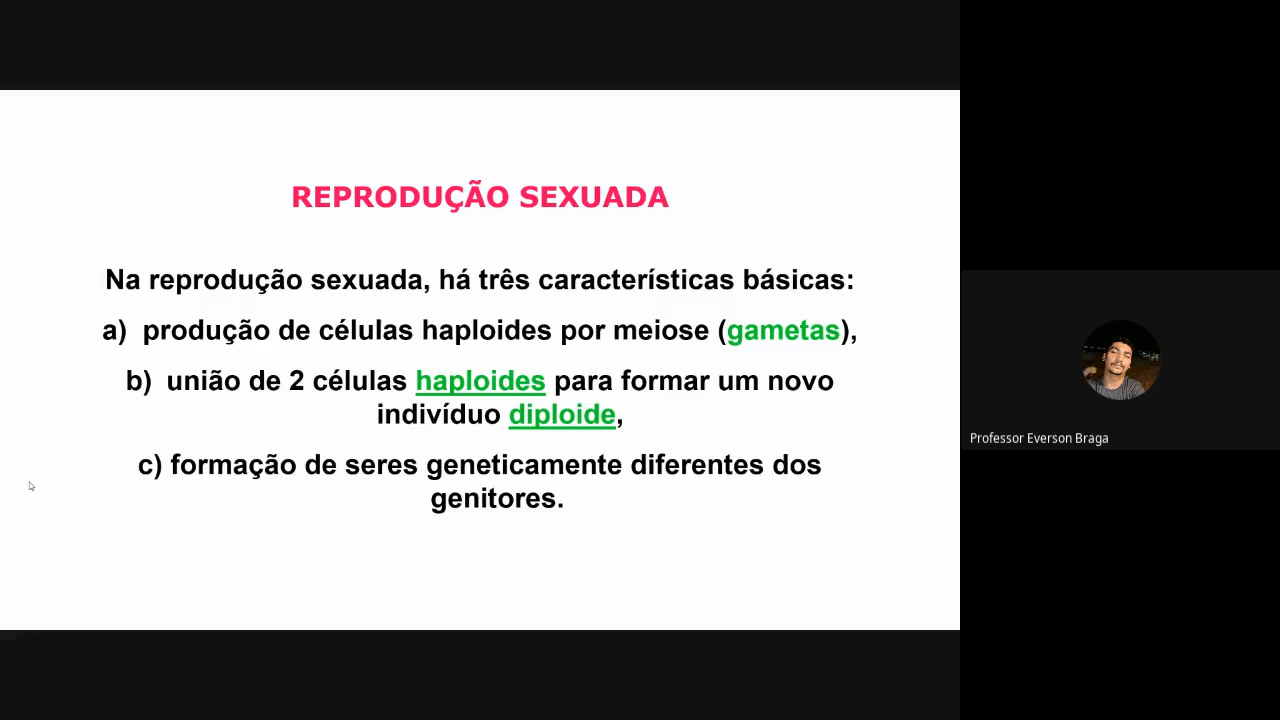 REPRODUÇÃO SEXUADA
Na reprodução sexuada, há três características básicas:
a) produção de células haploides por meiose (gametas),
b) união de 2 células haploides para formar um novo
indivíduo diploide,
c) formação de seres geneticamente diferentes dos
genitores.
Professor Everson Braga